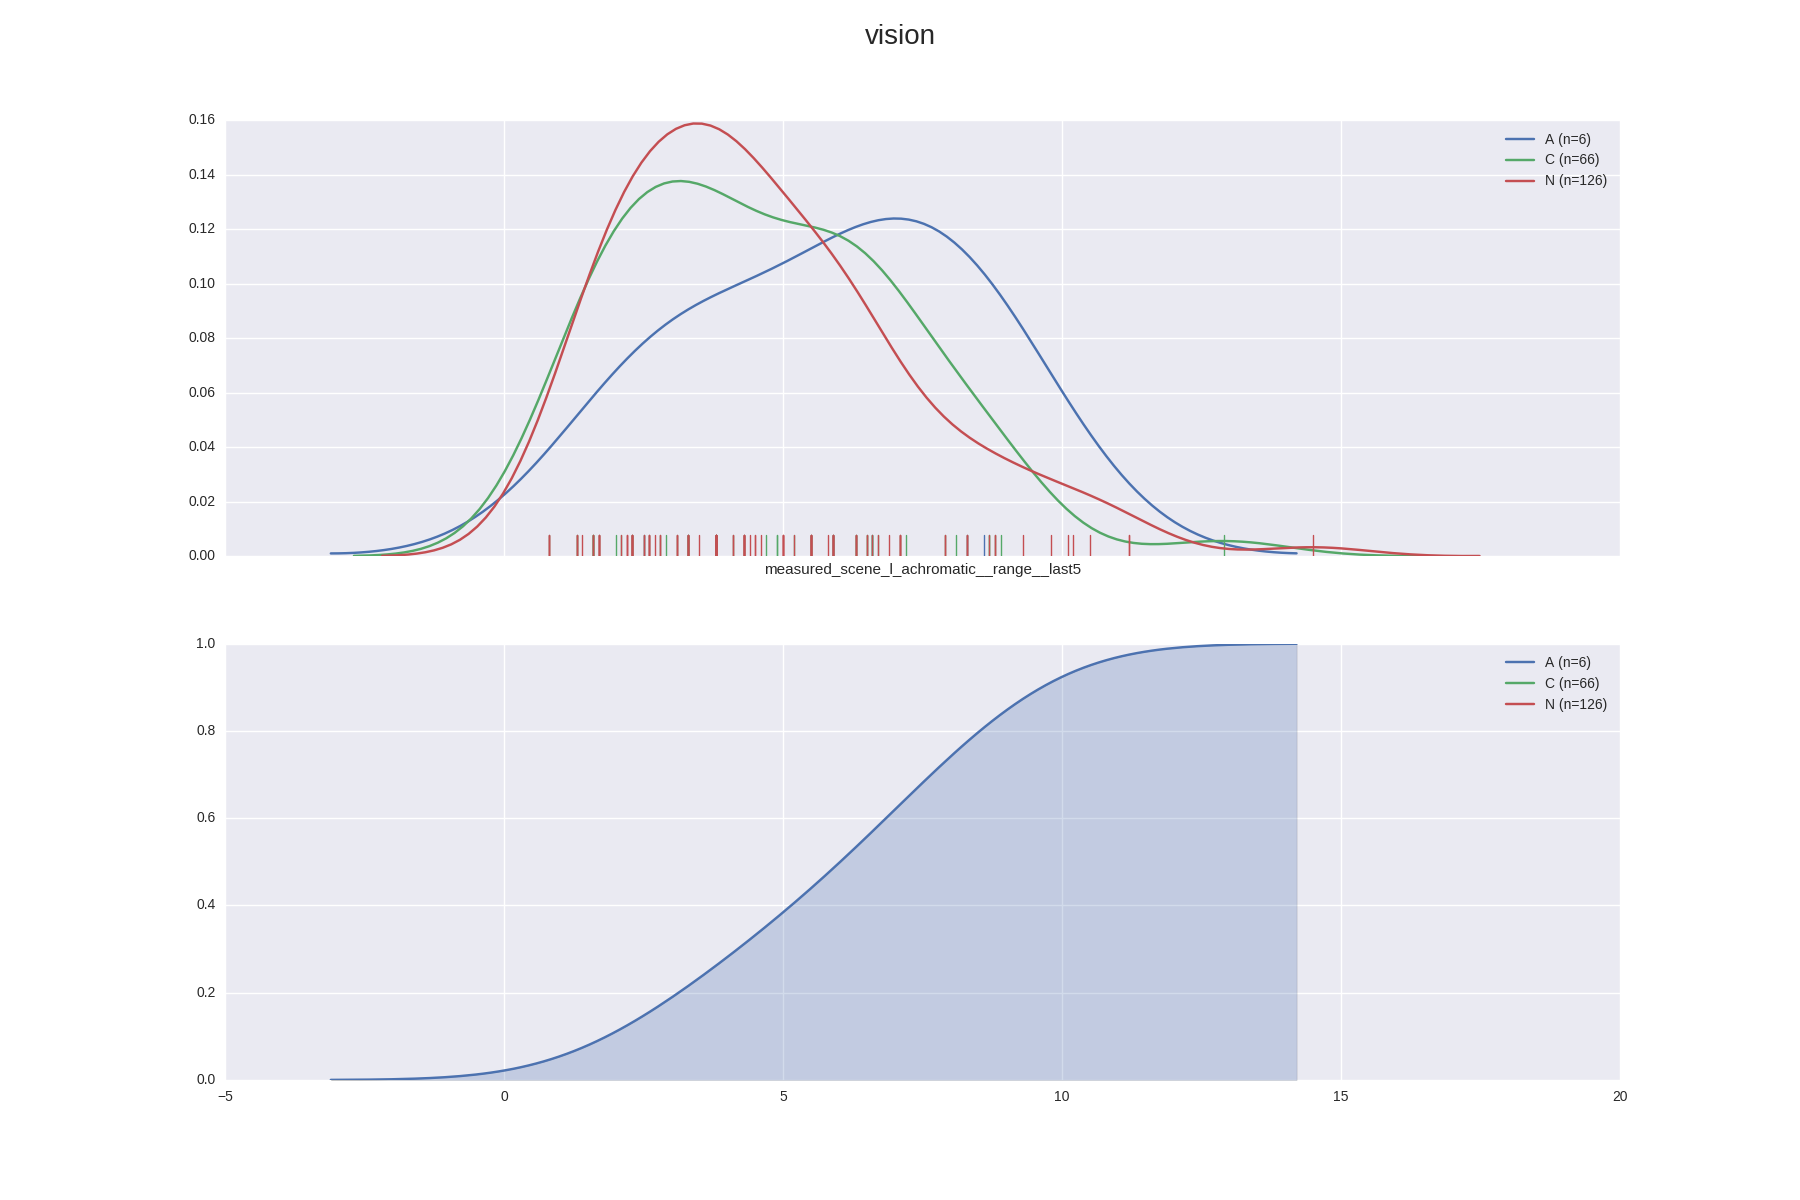 vision
0.16
0.14
0.12
0.10
0.08
0.06
0.04
0.02
0.00
A (n=6)
C (n=66)
N (n=126)
measured_scene_l_achromatic__range__last5
1.0
0.8
0.6
0.4
0.2
0.0
A (n=6)
C (n=66)
N (n=126)
−5 0 5 10 15 20